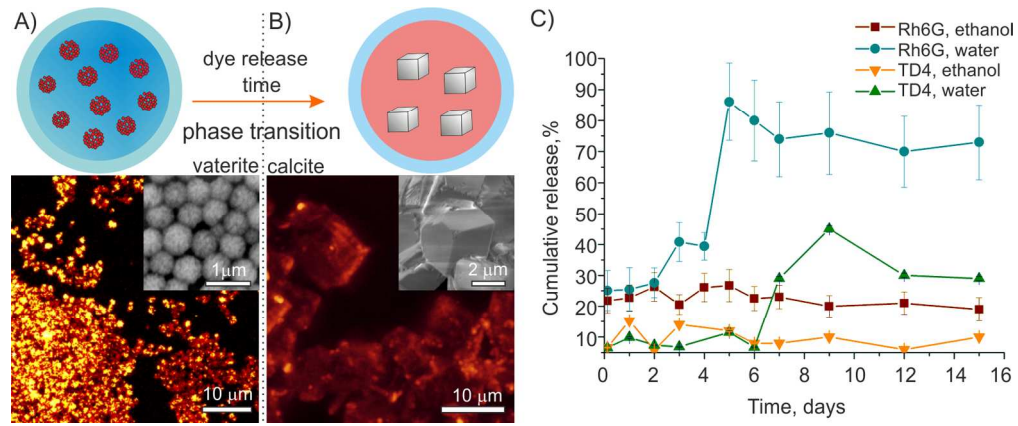 A)
dye release
time
phase transition
vaterite
calcite
B)
1μm
10 μm
2 μm
10 μm
C)
Rh6G, ethanol
Rh6G, water
TD4, ethanol
TD4, water
Cumulative release, %
100
90
80
70
60
50
40
30
20
10
0 2 4 6 8 10 12 14 16
Time, days